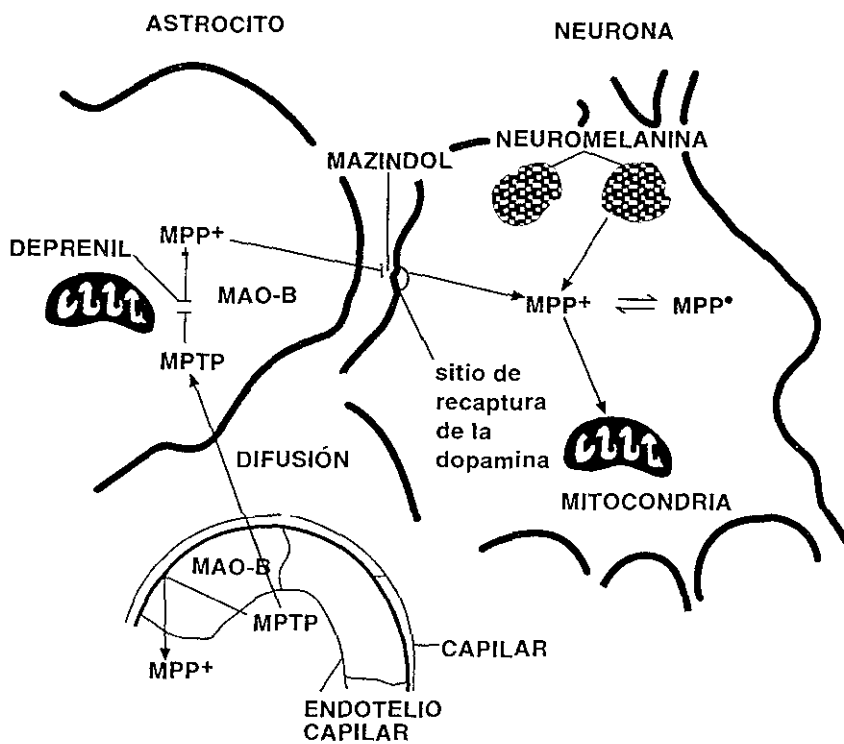 ASTROCITO
NEURONA
NEUROMELANINA
MAZINDOL
MPP+
DEPRENIL
MAO-B
MPTP
MPP+ ⇌ MPP•
sitio de
recaptura
de la
dopamina
DIFUSIÓN
MITOCONDRIA
MAO-B
MPTP
MPP+
CAPILAR
ENDOTELIO
CAPILAR